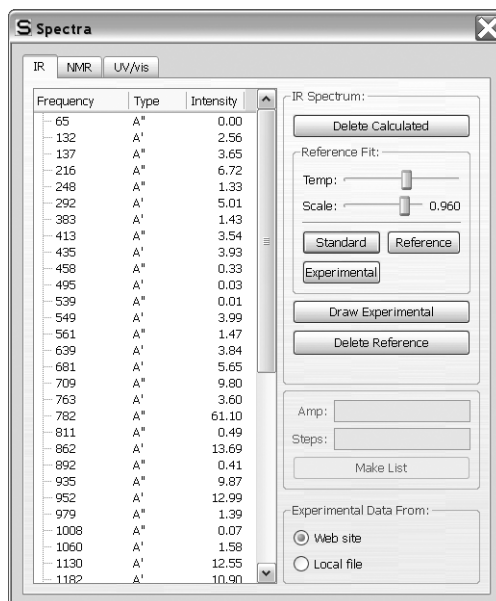 S Spectra
IR NMR UV/vis
Frequency Type Intensity
65 A" 0.00
132 A' 2.56
137 A" 3.65
216 A" 6.72
248 A" 1.33
292 A' 5.01
383 A' 1.43
413 A" 3.54
435 A' 3.93
458 A" 0.33
495 A' 0.03
539 A" 0.01
549 A' 3.99
561 A" 1.47
639 A' 3.84
681 A' 5.65
709 A" 9.80
763 A' 3.60
782 A" 61.10
811 A" 0.49
862 A' 13.69
892 A" 0.41
935 A" 9.87
952 A' 12.99
979 A" 1.39
1008 A" 0.07
1060 A' 1.58
1130 A' 12.55
1182 A' 10.90
IR Spectrum:
Delete Calculated
Reference Fit:
Temp:
Scale: 0.960
Standard Reference
Experimental
Draw Experimental
Delete Reference
Amp:
Steps:
Make List
Experimental Data From:
Web site
Local file